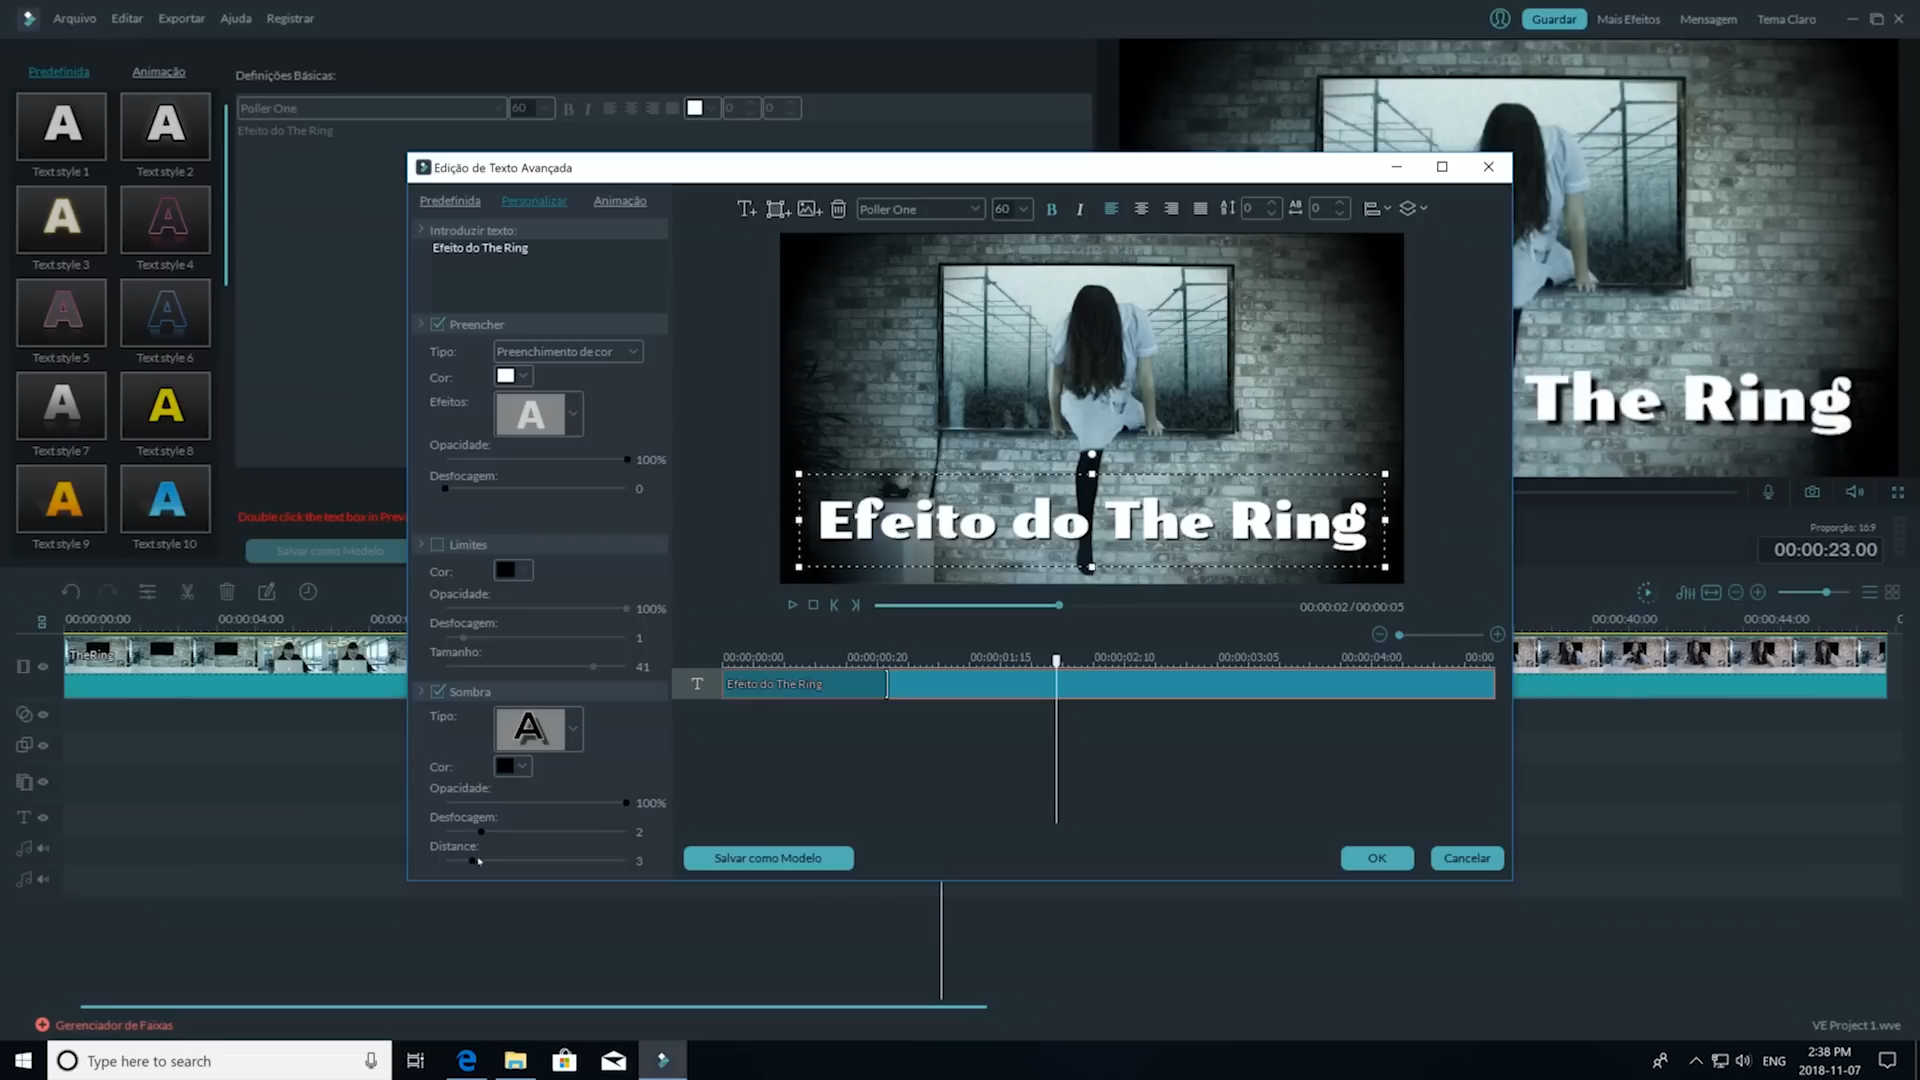 Arquivo Editar Exportar Ajuda Registrar
Guardar Mais Efeitos Mensagem Tema Claro
Predefinida Animação
Definições Básicas:
Poller One 60 B I 0 0
Efeito do The Ring
Text style 1
Text style 2
Text style 3
Text style 4
Text style 5
Text style 6
Text style 7
Text style 8
Text style 9
Text style 10
Double click the text box in Previ
Salvar como Modelo
Edição de Texto Avançada
Predefinida Personalizar Animação
Introduzir texto:
Efeito do The Ring
Preencher
Tipo: Preenchimento de cor
Cor:
Efeitos:
Opacidade:
100%
Desfocagem:
0
Limites
Cor:
Opacidade:
100%
Desfocagem:
1
Tamanho:
41
Sombra
Tipo:
Cor:
Opacidade:
100%
Desfocagem:
2
Distance:
3
Poller One 60 B I 0 0
Efeito do The Ring
00:00:02/00:00:05
00:00:00:00 00:00:00:20 00:00:01:15 00:00:02:10 00:00:03:05 00:00:04:00 00:00
T Efeito do The Ring
Salvar como Modelo OK Cancelar
The Ring
Proporção: 16:9
00:00:23.00
00:00:00:00 00:00:04:00 00:00:
00:00:40:00 00:00:44:00
TheRing
Gerenciador de Faixas
VE Project 1.wve
Type here to search
ENG
2:38 PM
2018-11-07